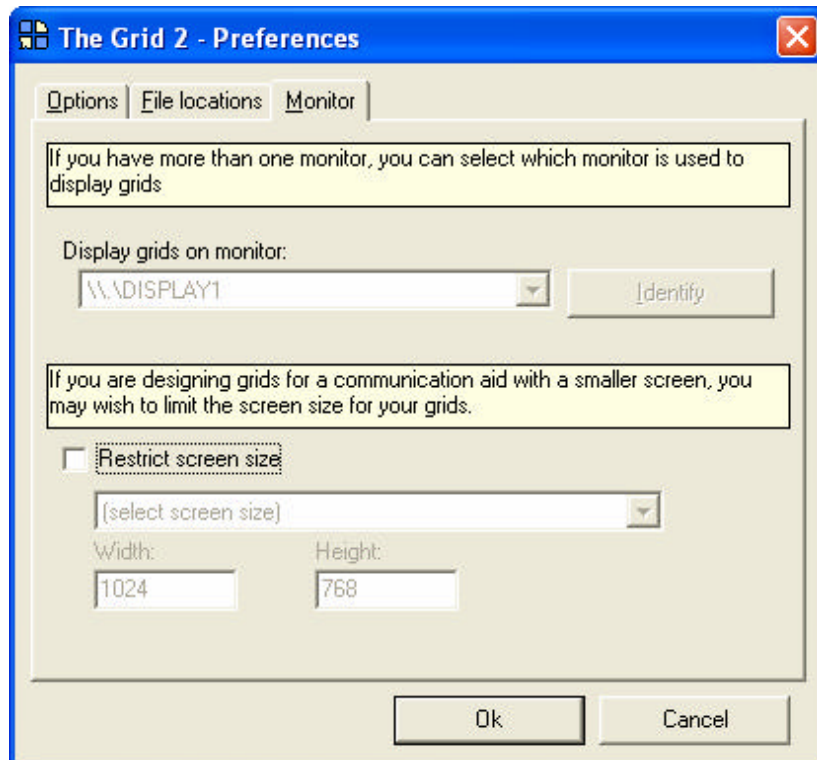 The Grid 2 - Preferences
Options File locations Monitor
If you have more than one monitor, you can select which monitor is used to
display grids
Display grids on monitor:
\\.\DISPLAY1 Identify
If you are designing grids for a communication aid with a smaller screen, you
may wish to limit the screen size for your grids.
Restrict screen size
(select screen size)
Width: Height:
1024 768
Ok Cancel